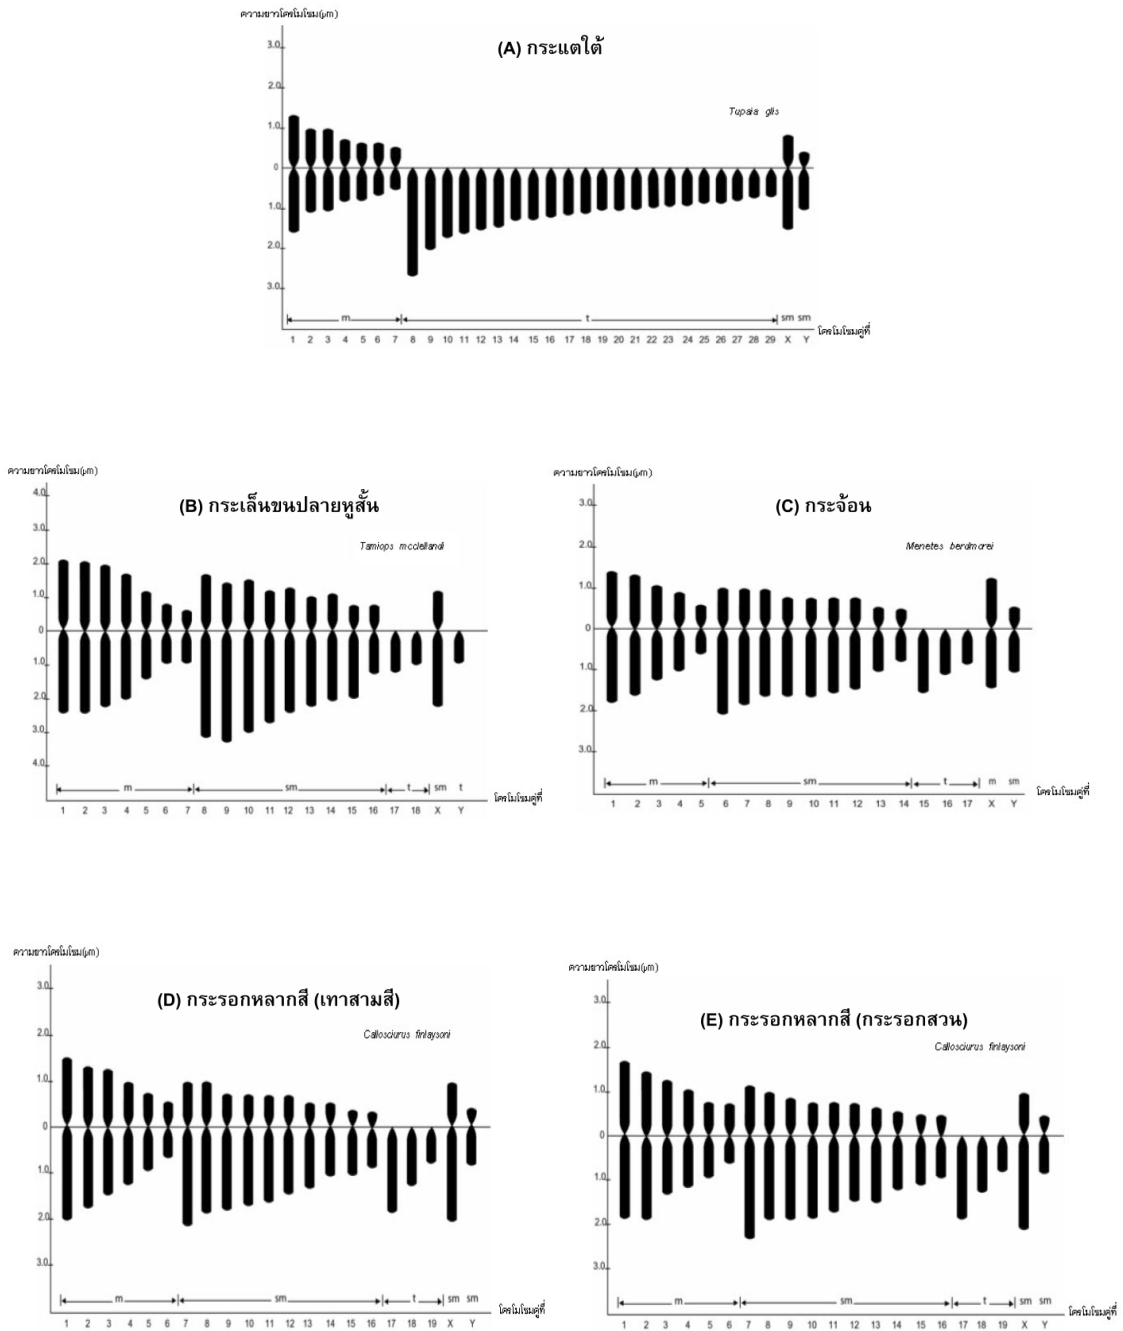 ความยาวโครโมโซม(μm)
(A) กระแตใต้
3.0
2.0
Tupaia glis
1.0
0
1.0
2.0
3.0
m t sm sm
โครโมโซมคู่ที่
1 2 3 4 5 6 7 8 9 10 11 12 13 14 15 16 17 18 19 20 21 22 23 24 25 26 27 28 29 X Y
ความยาวโครโมโซม(μm)
4.0
(B) กระเล็นขนปลายหูสั้น
3.0
Tamiops mcclellandi
2.0
1.0
0
1.0
2.0
3.0
4.0
m sm t sm t
โครโมโซมคู่ที่
1 2 3 4 5 6 7 8 9 10 11 12 13 14 15 16 17 18 X Y
ความยาวโครโมโซม(μm)
3.0
(C) กระจ้อน
2.0
Menetes berdmorei
1.0
0
1.0
2.0
3.0
m sm t m sm
โครโมโซมคู่ที่
1 2 3 4 5 6 7 8 9 10 11 12 13 14 15 16 17 X Y
ความยาวโครโมโซม(μm)
3.0
(D) กระรอกหลากสี (เทาสามสี)
2.0
Callosciurus finlaysoni
1.0
0
1.0
2.0
3.0
m sm t sm sm
โครโมโซมคู่ที่
1 2 3 4 5 6 7 8 9 10 11 12 13 14 15 16 17 18 19 X Y
ความยาวโครโมโซม(μm)
3.0
(E) กระรอกหลากสี (กระรอกสวน)
2.0
Callosciurus finlaysoni
1.0
0
1.0
2.0
3.0
m sm t sm sm
โครโมโซมคู่ที่
1 2 3 4 5 6 7 8 9 10 11 12 13 14 15 16 17 18 19 X Y